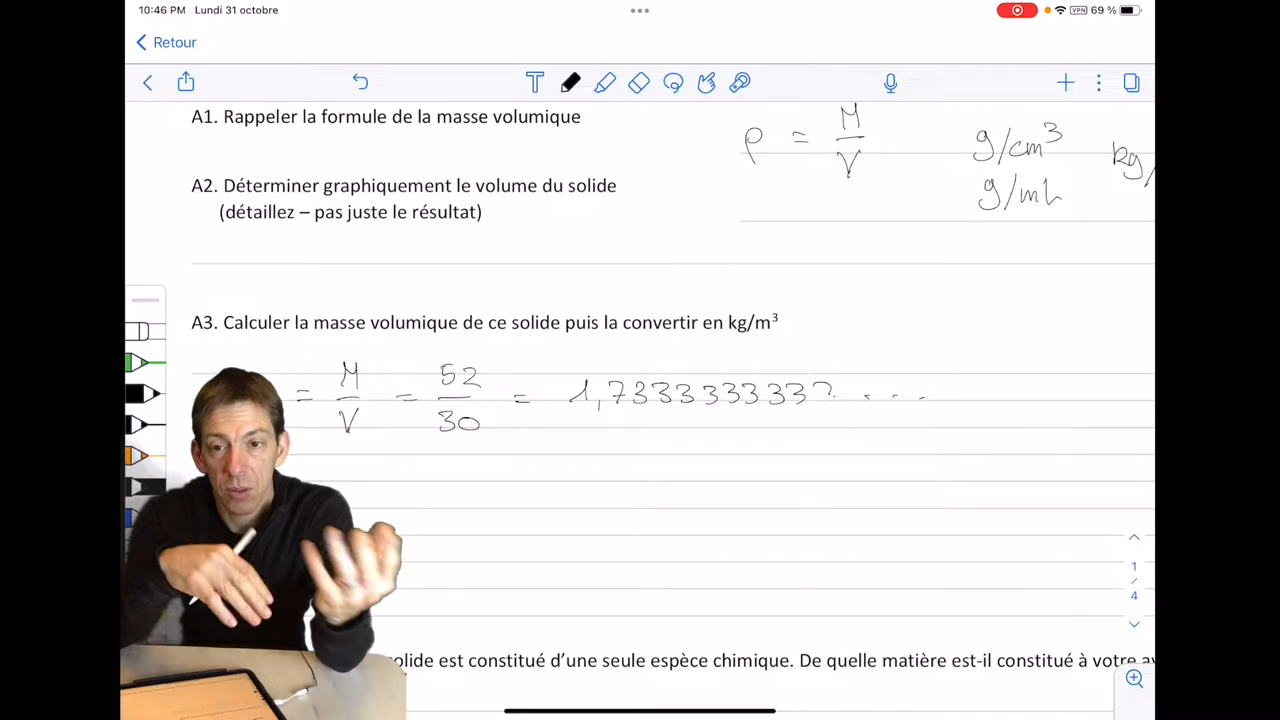 10:46 PM Lundi 31 octobre
VPN 69 %
Retour
A1. Rappeler la formule de la masse volumique
ρ = M/V g/cm³ kg/
g/mL
A2. Déterminer graphiquement le volume du solide
(détaillez – pas juste le résultat)
A3. Calculer la masse volumique de ce solide puis la convertir en kg/m³
= M/V = 52/30 = 1,7333333333 . . . .
1
/
4
olide est constitué d’une seule espèce chimique. De quelle matière est-il constitué à votre